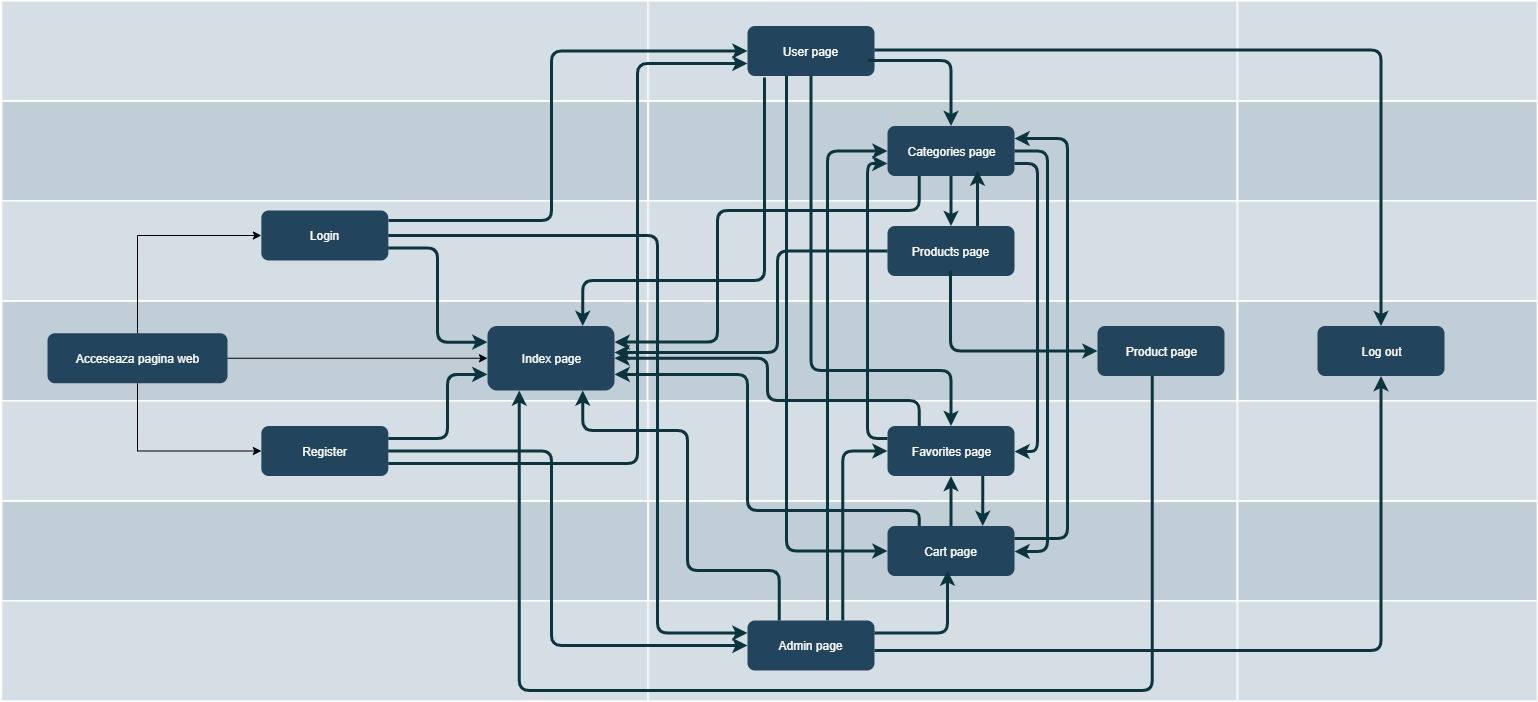 User page
Categories page
Login
Products page
Acceseaza pagina web
Index page
Product page
Log out
Register
Favorites page
Cart page
Admin page